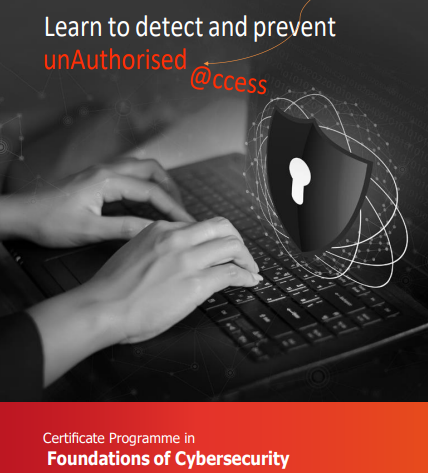 Learn to detect and prevent
unAuthorised
@ccess
Certificate Programme in
Foundations of Cybersecurity